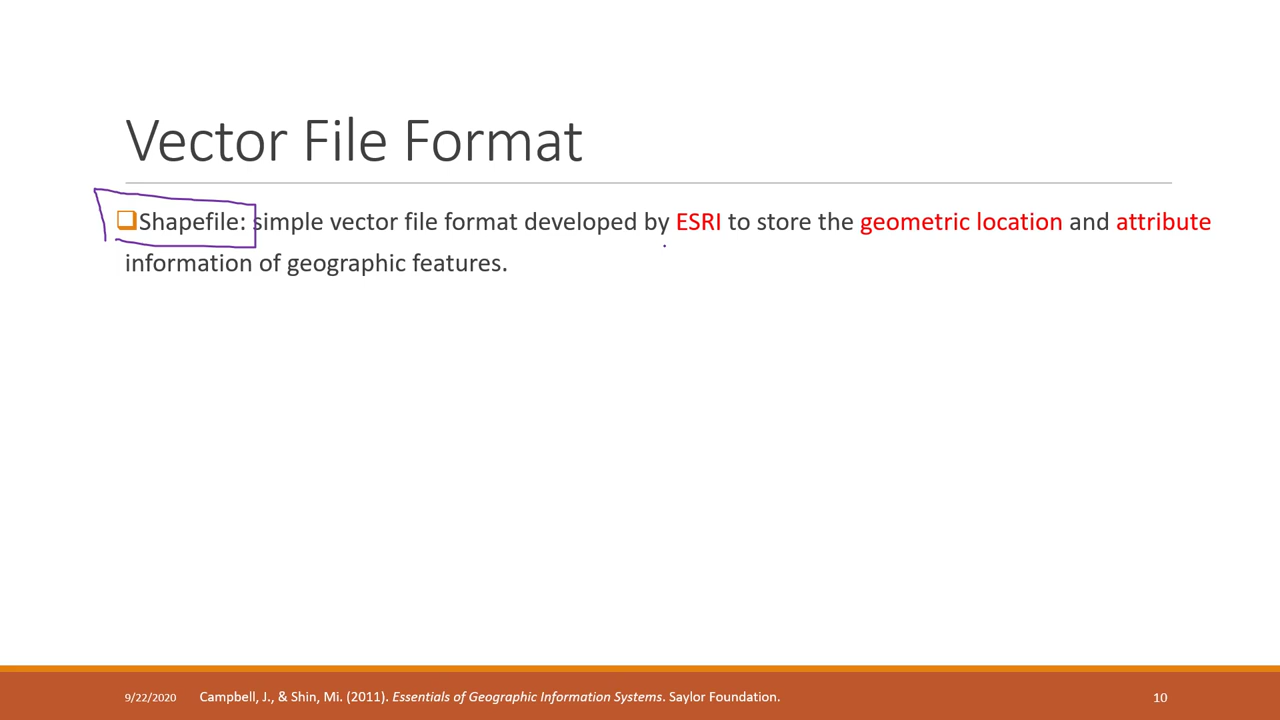 Vector File Format
Shapefile: simple vector file format developed by ESRI to store the geometric location and attribute
information of geographic features.
9/22/2020 Campbell, J., & Shin, Mi. (2011). Essentials of Geographic Information Systems. Saylor Foundation. 10